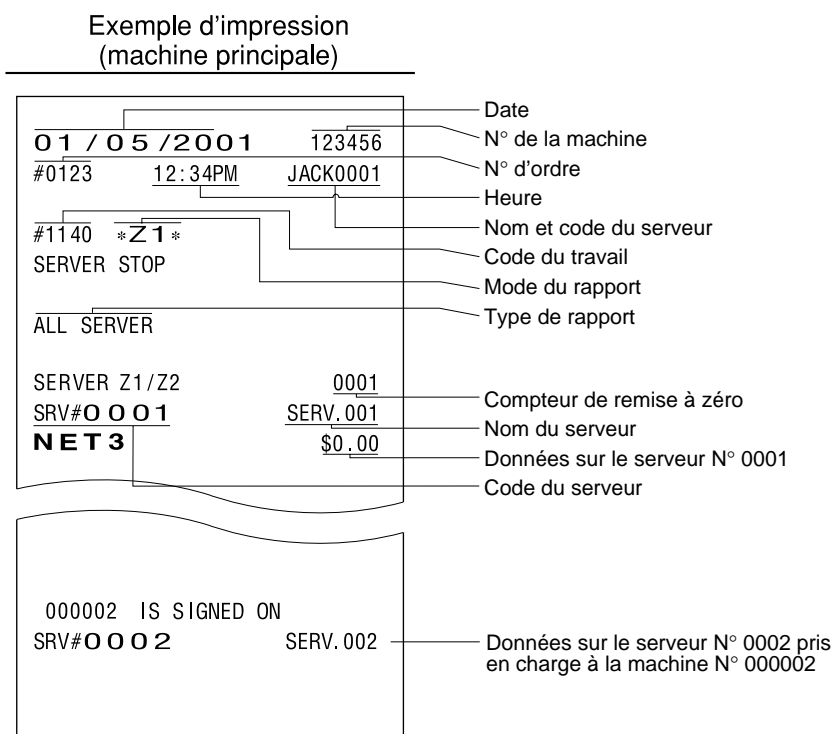 Exemple d'impression
(machine principale)
Date
01/05/2001 123456
N° de la machine
N° d'ordre
#0123 12:34PM JACK0001
Heure
Nom et code du serveur
#1140 *Z1*
Code du travail
SERVER STOP
Mode du rapport
Type de rapport
ALL SERVER
SERVER Z1/Z2 0001
Compteur de remise à zéro
SRV#0001 SERV.001
Nom du serveur
NET3 $0.00
Données sur le serveur N° 0001
Code du serveur
000002 IS SIGNED ON
SRV#0002 SERV.002
Données sur le serveur N° 0002 pris
en charge à la machine N° 000002